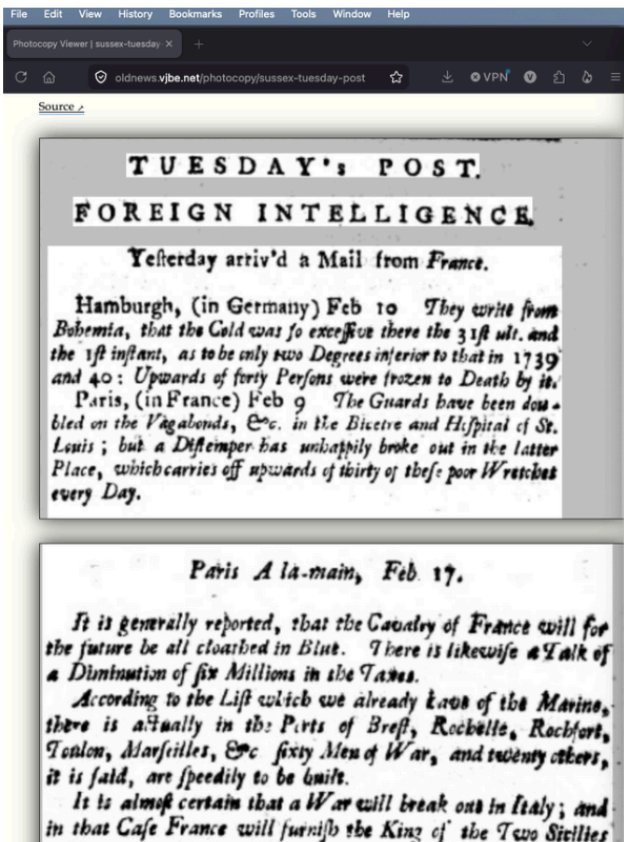 File Edit View History Bookmarks Profiles Tools Window Help
Photocopy Viewer | sussex-tuesday-
oldnews.vjbe.net/photocopy/sussex-tuesday-post
VPN
Source
TUESDAY's POST.
FOREIGN INTELLIGENCE.
Yeſterday arriv'd a Mail from France.
Hamburgh, (in Germany) Feb 10 They write from
Bohemia, that the Cold was ſo exceſſive there the 31ſt ult. and
the 1ſt inſtant, as to be only two Degrees inferior to that in 1739
and 40: Upwards of forty Perſons were frozen to Death by it.
Paris, (in France) Feb 9 The Guards have been dou-
bled on the Vagabonds, &c. in the Bicetre and Hoſpital of St.
Louis; but a Diſtemper has unhappily broke out in the latter
Place, which carries off upwards of thirty of theſe poor Wretches
every Day.
Paris A la-main, Feb 17.
It is generally reported, that the Cavalry of France will for
the future be all cloathed in Blue. There is likewiſe a Talk of
a Diminution of ſix Millions in the Taxes.
According to the Liſt which we already have of the Marine,
there is actually in the Ports of Breſt, Rochelle, Rochfort,
Toulon, Marſeilles, &c ſixty Men of War, and twenty others,
it is ſaid, are ſpeedily to be built.
It is almoſt certain that a War will break out in Italy; and
in that Caſe France will furniſh the King of the Two Sicilies